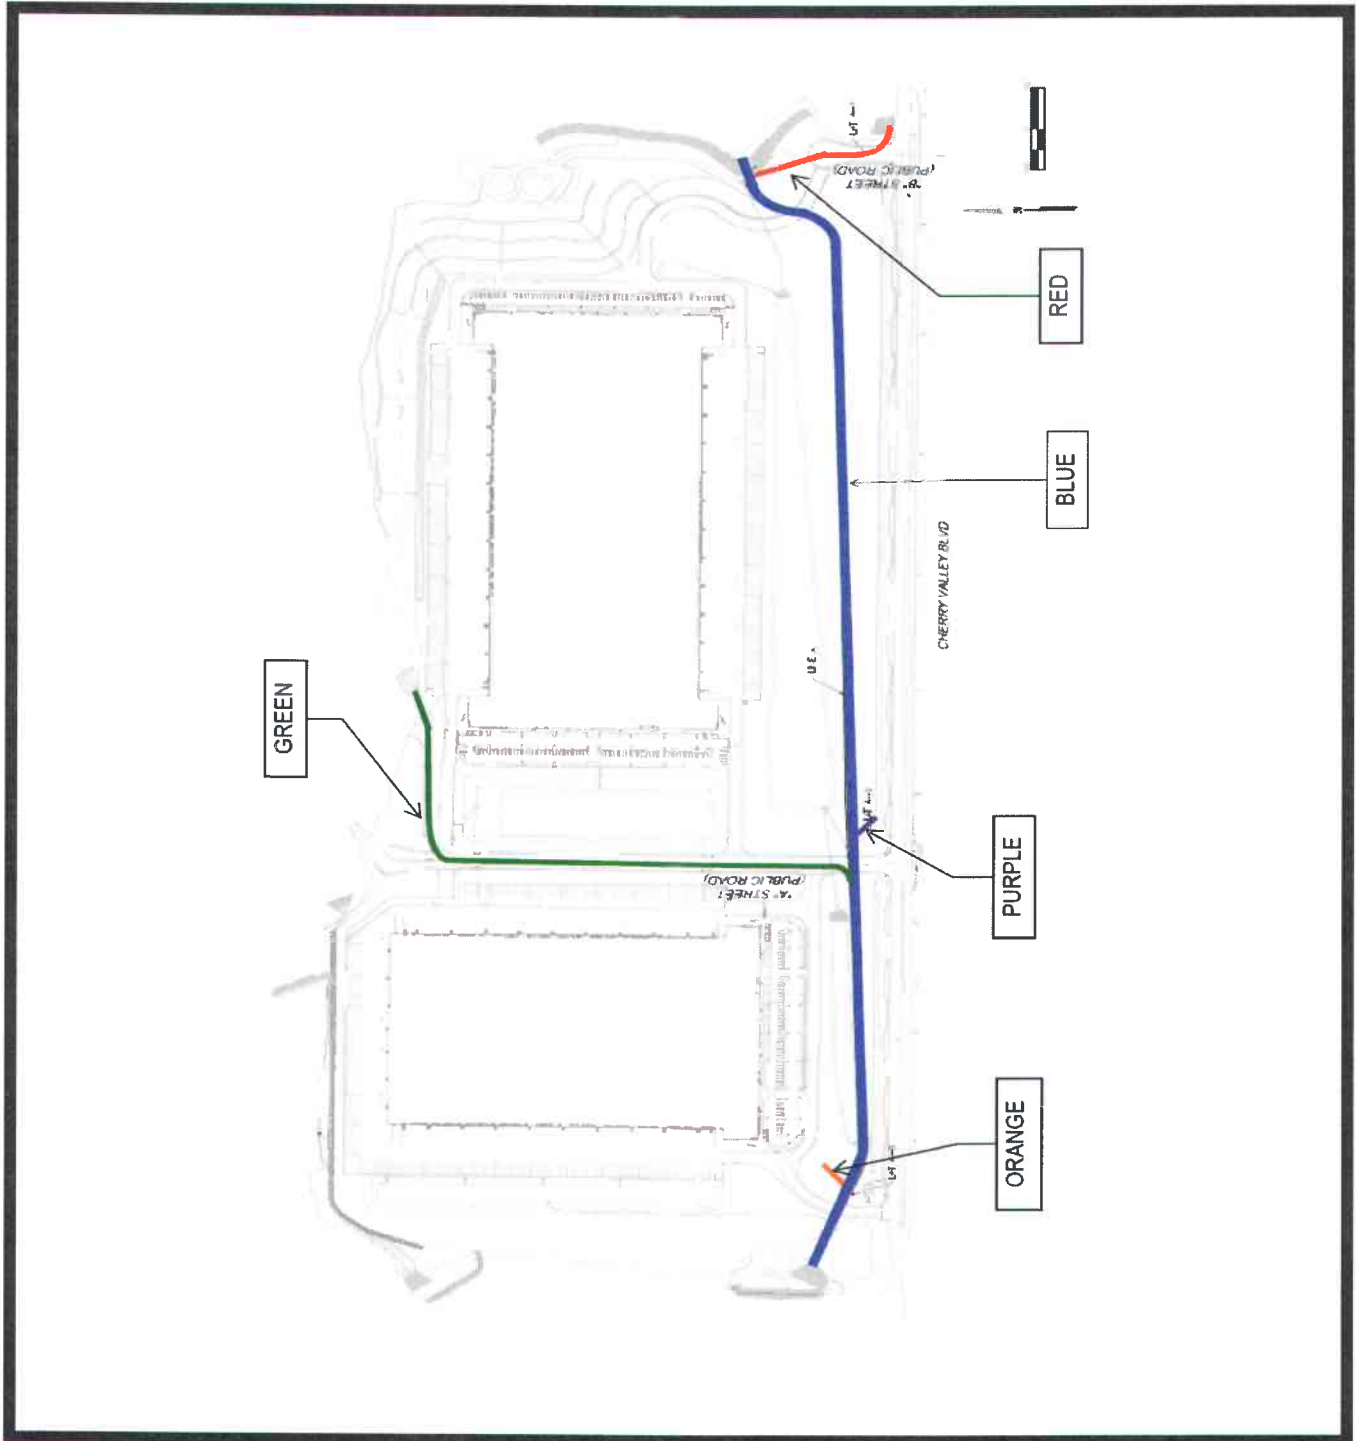 "B" STREET
(PUBLIC ROAD)
RED
BLUE
CHERRY VALLEY BLVD
GREEN
"A" STREET
(PUBLIC ROAD)
PURPLE
ORANGE